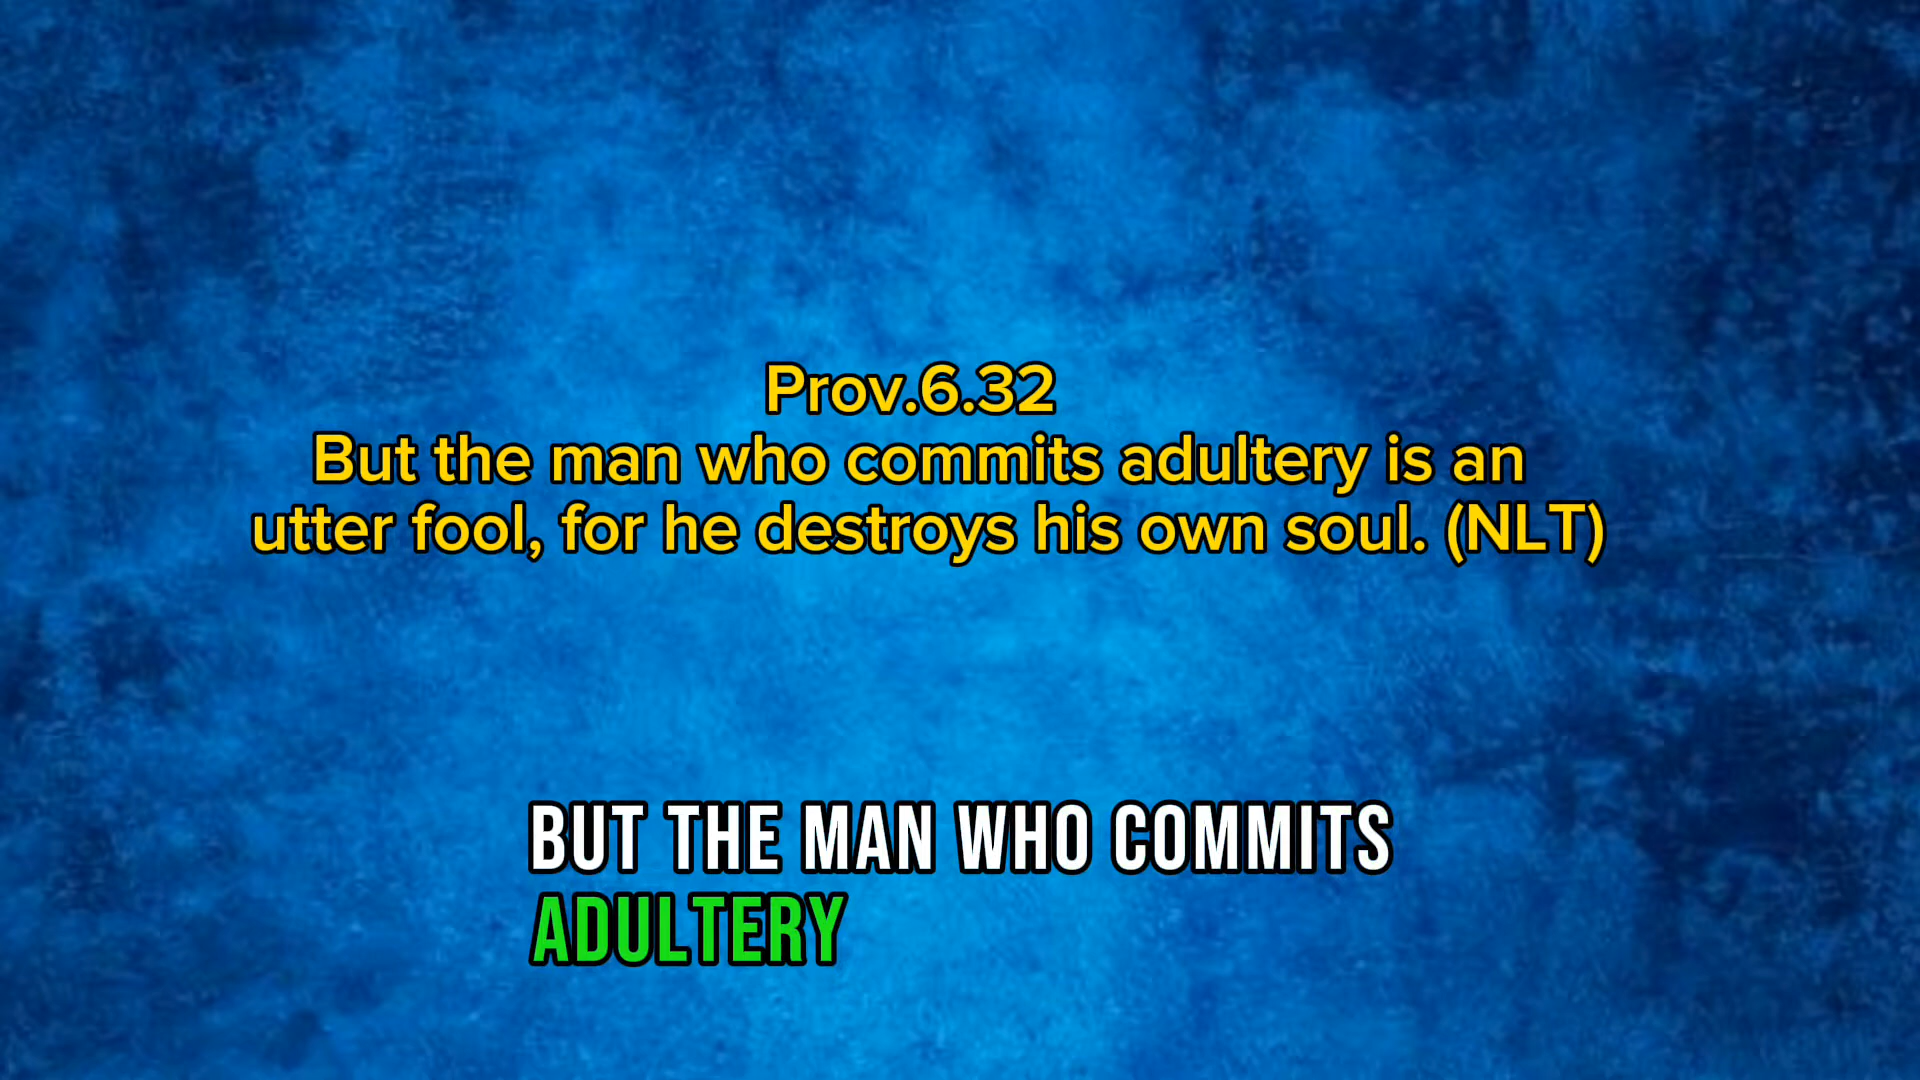 Prov.6.32
But the man who commits adultery is an
utter fool, for he destroys his own soul. (NLT)
BUT THE MAN WHO COMMITS
ADULTERY